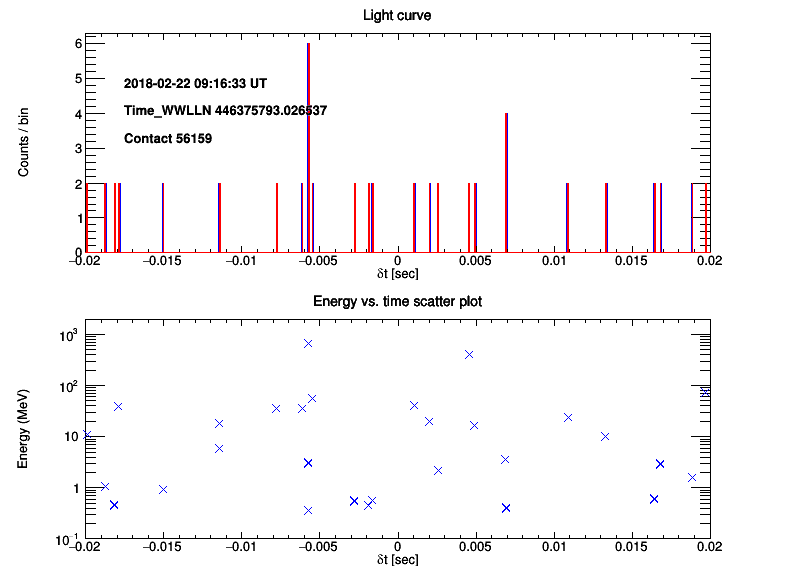 Light curve
6
5
4
3
2
1
0
Counts / bin
2018-02-22 09:16:33 UT
Time_WWLLN 446375793.026537
Contact 56159
−0.02 −0.015 −0.01 −0.005 0 0.005 0.01 0.015 0.02
δt [sec]
Energy vs. time scatter plot
10³
10²
10
1
10⁻¹
Energy (MeV)
−0.02 −0.015 −0.01 −0.005 0 0.005 0.01 0.015 0.02
δt [sec]